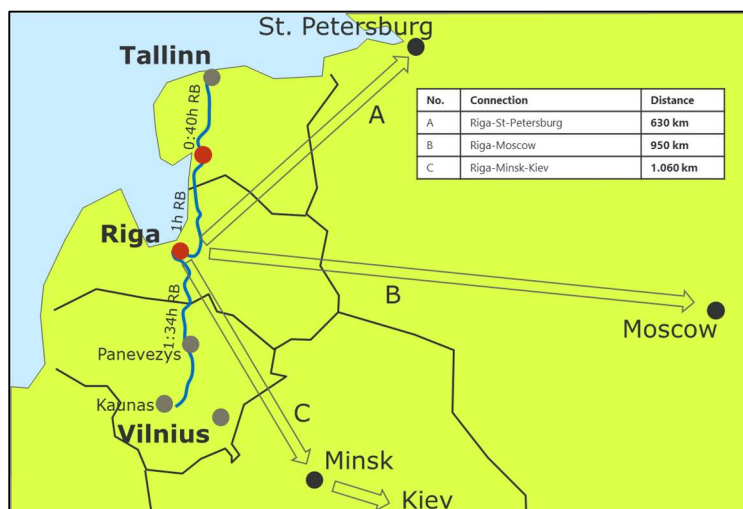 St. Petersburg
Tallinn
0:40h RB
A
No. Connection Distance
A Riga-St-Petersburg 630 km
B Riga-Moscow 950 km
C Riga-Minsk-Kiev 1.060 km
1h RB
Riga
B
1:34h RB
Moscow
Panevezys
Kaunas
C
Vilnius
Minsk
Kiev